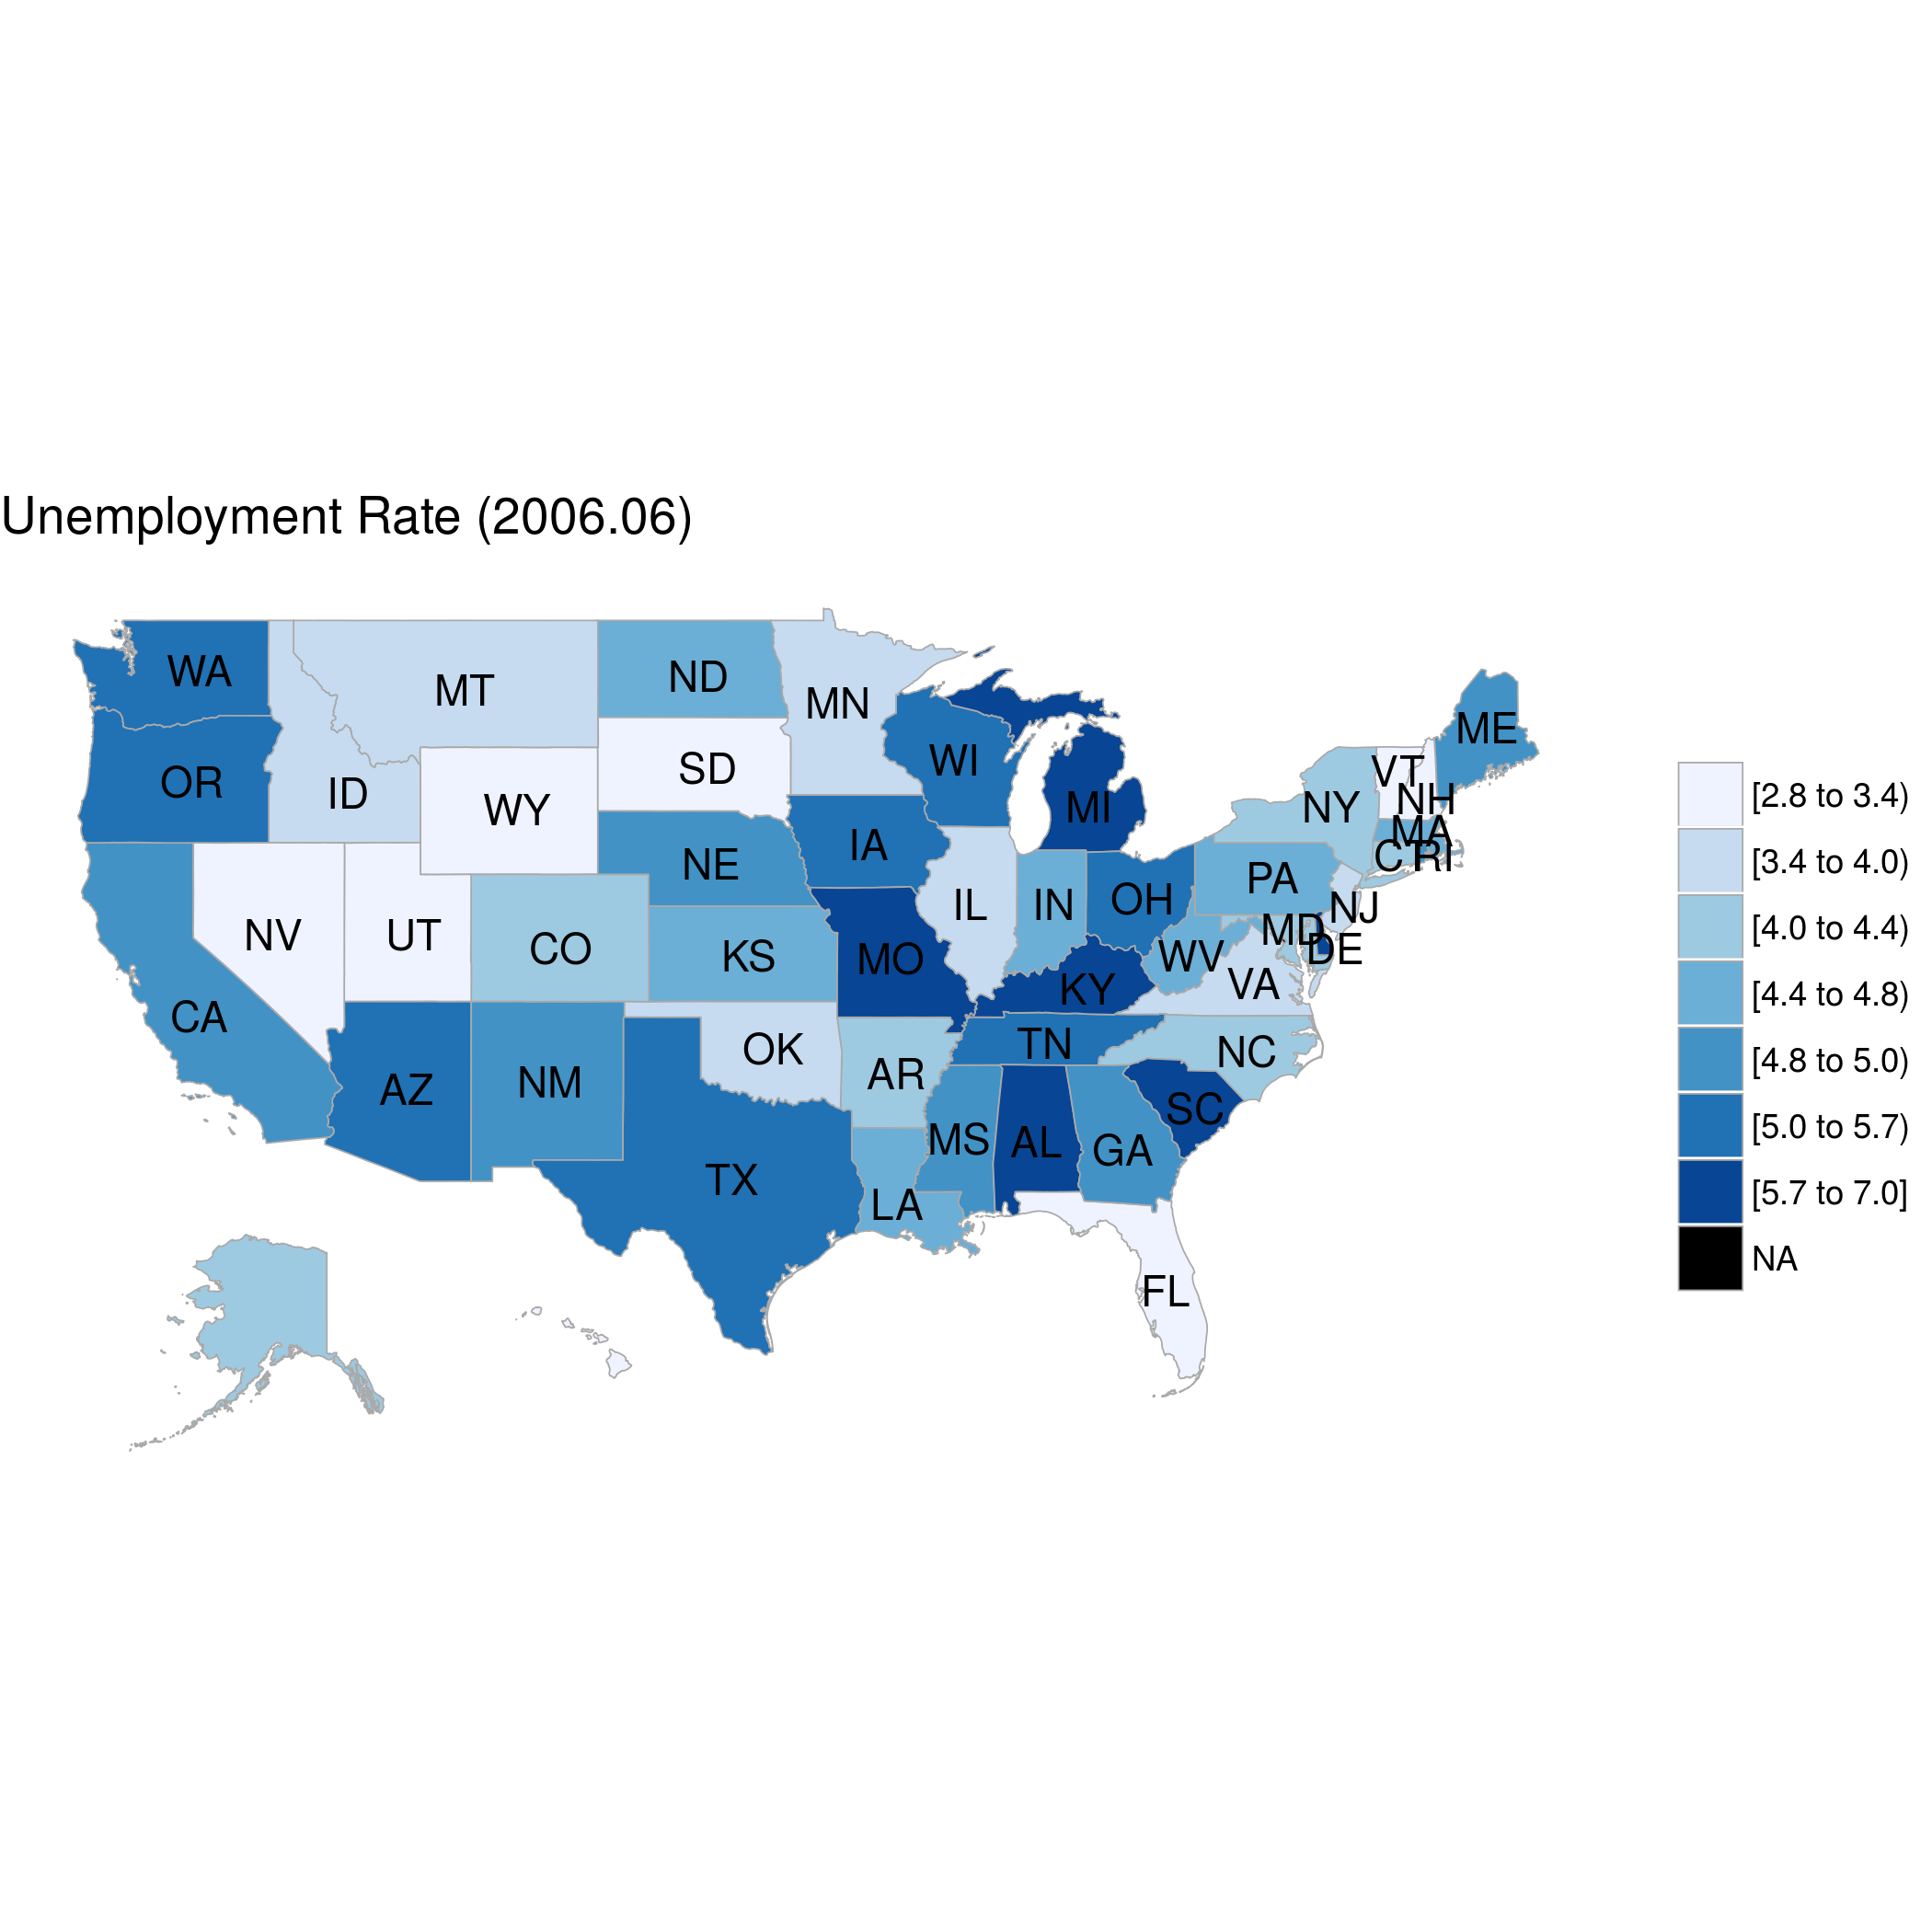 Unemployment Rate (2006.06)
WA
MT
ND
MN
ME
OR
ID
WY
SD
WI
MI
NY
VT
NH
MA
C
RI
NV
UT
CO
NE
IA
IL
IN
OH
PA
NJ
MD
DE
CA
KS
MO
KY
WV
VA
AZ
NM
OK
AR
TN
NC
TX
LA
MS
AL
GA
SC
FL
[2.8 to 3.4)
[3.4 to 4.0)
[4.0 to 4.4)
[4.4 to 4.8)
[4.8 to 5.0)
[5.0 to 5.7)
[5.7 to 7.0]
NA